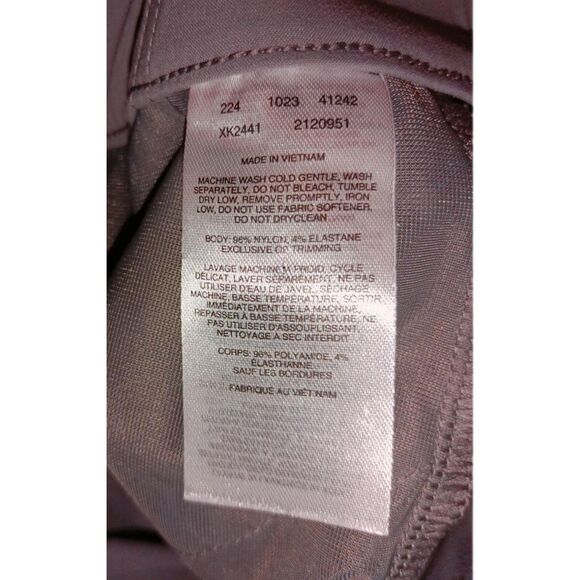 224 1023 41242
XK2441 2120951
MADE IN VIETNAM
MACHINE WASH COLD GENTLE, WASH
SEPARATELY, DO NOT BLEACH, TUMBLE
DRY LOW, REMOVE PROMPTLY, IRON
LOW, DO NOT USE FABRIC SOFTENER,
DO NOT DRYCLEAN
BODY: 96% NYLON, 4% ELASTANE
EXCLUSIVE OF TRIMMING
LAVAGE MACHINE À FROID, CYCLE
DÉLICAT, LAVER SÉPARÉMENT, NE PAS
UTILISER D'EAU DE JAVEL, SÉCHAGE
MACHINE, BASSE TEMPÉRATURE, SORTIR
IMMÉDIATEMENT DE LA MACHINE,
REPASSER À BASSE TEMPÉRATURE, NE
PAS UTILISER D'ASSOUPLISSANT,
NETTOYAGE À SEC INTERDIT
CORPS: 96% POLYAMIDE, 4%
ÉLASTHANNE
SAUF LES BORDURES
FABRIQUÉ AU VIÊT NAM